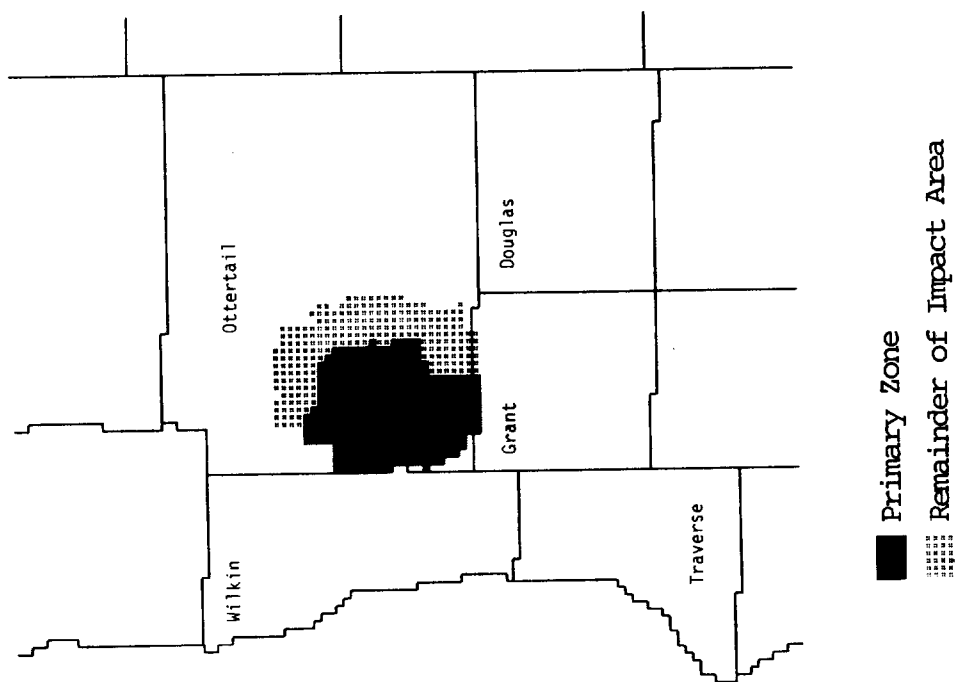 Ottertail
Wilkin
Grant
Douglas
Traverse
Primary Zone
Remainder of Impact Area